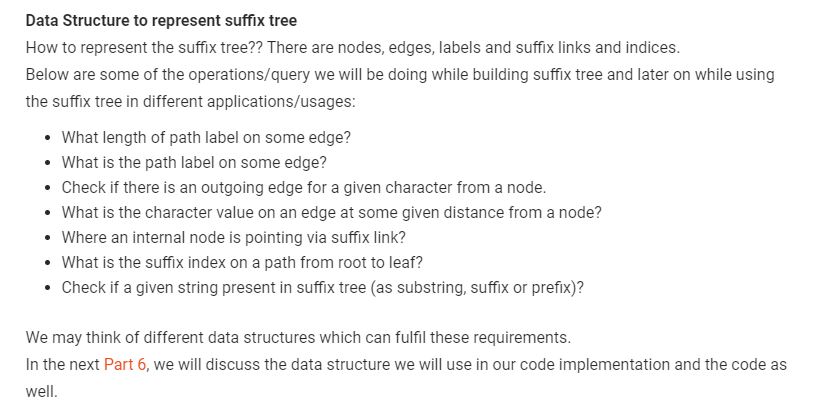 Data Structure to represent suffix tree
How to represent the suffix tree?? There are nodes, edges, labels and suffix links and indices.
Below are some of the operations/query we will be doing while building suffix tree and later on while using
the suffix tree in different applications/usages:
• What length of path label on some edge?
• What is the path label on some edge?
• Check if there is an outgoing edge for a given character from a node.
• What is the character value on an edge at some given distance from a node?
• Where an internal node is pointing via suffix link?
• What is the suffix index on a path from root to leaf?
• Check if a given string present in suffix tree (as substring, suffix or prefix)?
We may think of different data structures which can fulfil these requirements.
In the next Part 6, we will discuss the data structure we will use in our code implementation and the code as
well.